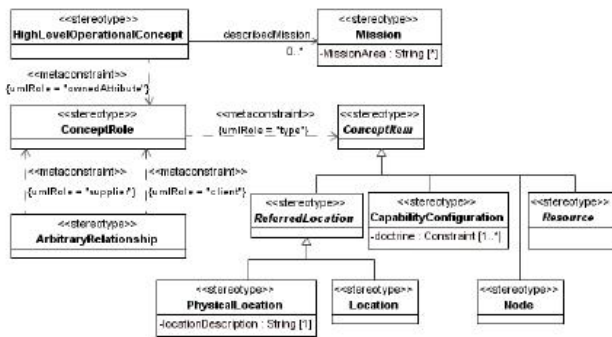 <<stereotype>>
HighLevelOperationalConcept
describedMission
0..*
<<stereotype>>
Mission
-MissionArea : String [*]
<<metaconstraint>>
{umlRole = "ownedAttribute"}
<<stereotype>>
ConceptRole
<<metaconstraint>>
{umlRole = "type"}
<<stereotype>>
ConceptItem
<<metaconstraint>>
{umlRole = "supplier"}
<<metaconstraint>>
{umlRole = "client"}
<<stereotype>>
ArbitraryRelationship
<<stereotype>>
ReferredLocation
<<stereotype>>
CapabilityConfiguration
-doctrine : Constraint [1..*]
<<stereotype>>
Resource
<<stereotype>>
PhysicalLocation
-locationDescription : String [1]
<<stereotype>>
Location
<<stereotype>>
Node